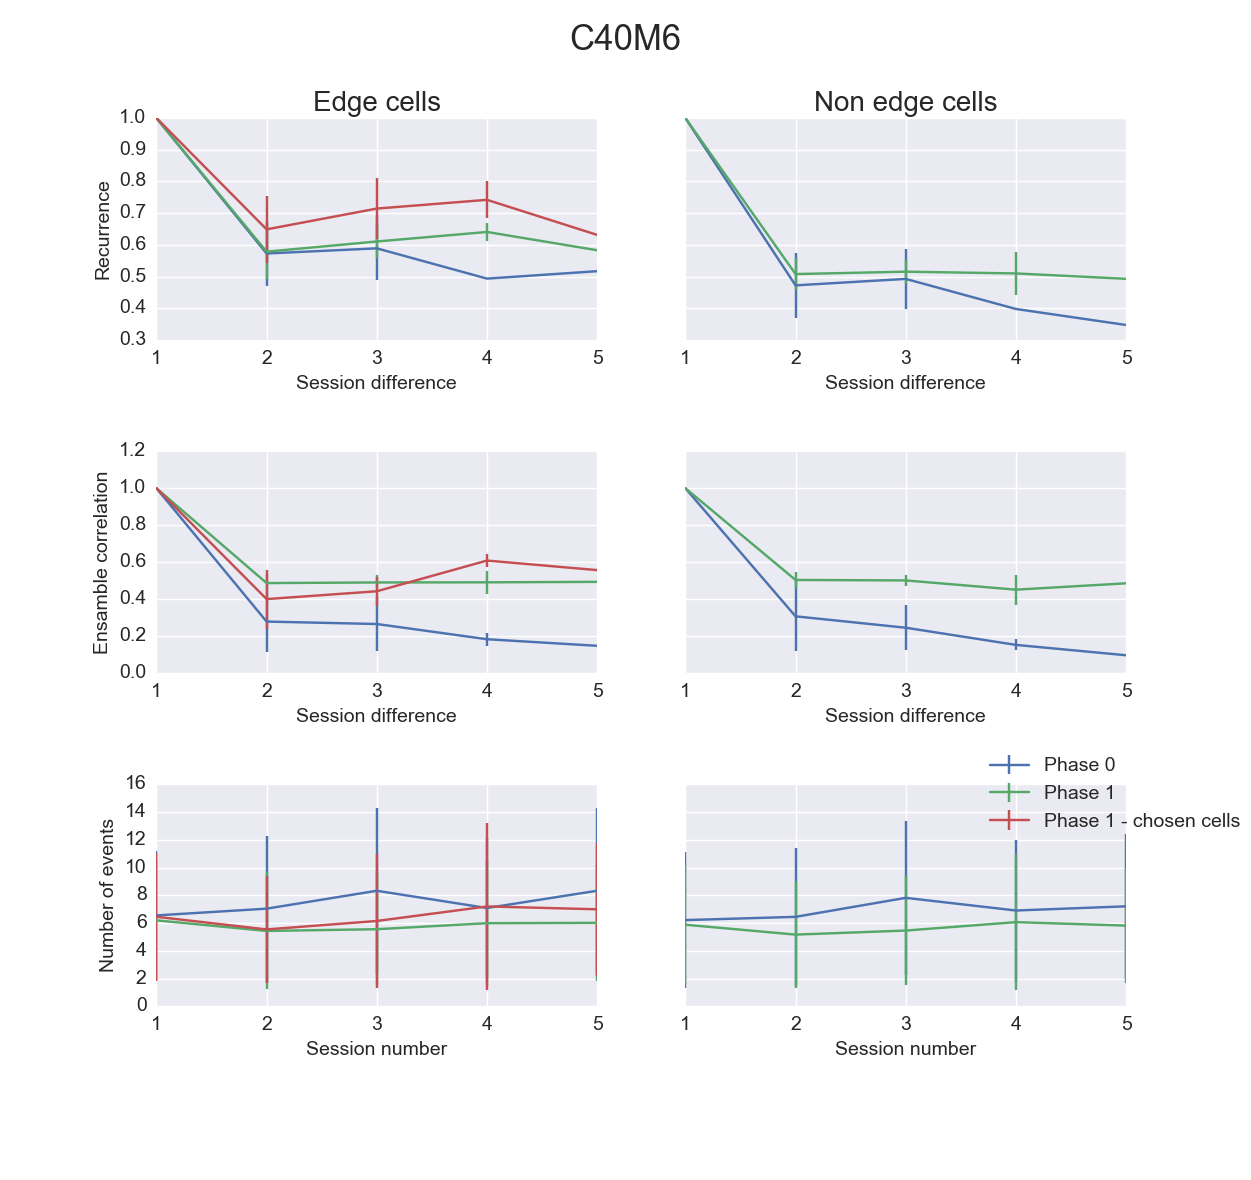 C40M6
Edge cells
Non edge cells
1.0
0.9
0.8
0.7
0.6
0.5
0.4
0.3
Recurrence
1 2 3 4 5
Session difference
1 2 3 4 5
Session difference
1.2
1.0
0.8
0.6
0.4
0.2
0.0
Ensamble correlation
1 2 3 4 5
Session difference
1 2 3 4 5
Session difference
Phase 0
Phase 1
Phase 1 - chosen cells
16
14
12
10
8
6
4
2
0
Number of events
1 2 3 4 5
Session number
1 2 3 4 5
Session number